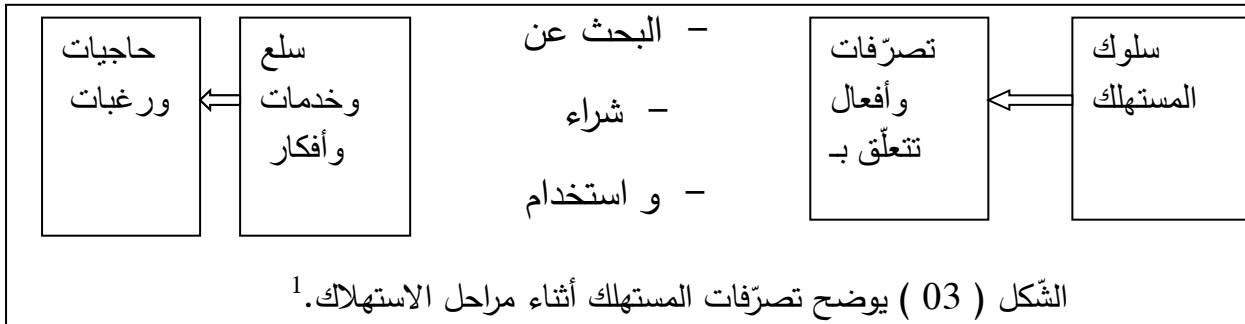 سلوك
المستهلك
تصرّفات
وأفعال
تتعلّق بـ
- البحث عن
- شراء
- و استخدام
سلع
وخدمات
وأفكار
حاجيات
ورغبات
الشّكل ( 03 ) يوضح تصرّفات المستهلك أثناء مراحل الاستهلاك.1